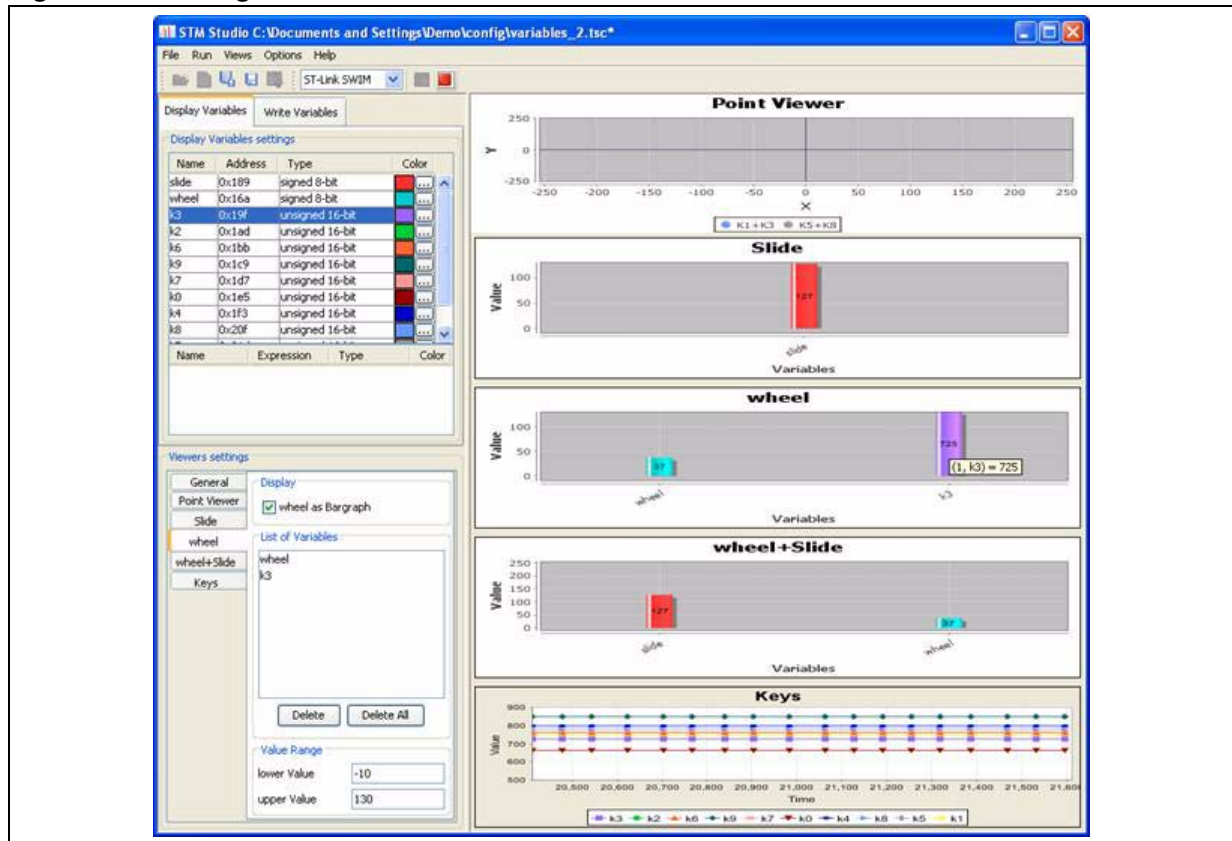 STM Studio C:\Documents and Settings\Demo\config\variables_2.tsc*
File Run Views Options Help
ST-Link SWIM
Display Variables Write Variables
Display Variables settings
Name Address Type Color
slide 0x189 signed 8-bit ...
wheel 0x16a signed 8-bit ...
k3 0x19f unsigned 16-bit ...
k2 0x1ad unsigned 16-bit ...
k6 0x1bb unsigned 16-bit ...
k9 0x1c9 unsigned 16-bit ...
k7 0x1d7 unsigned 16-bit ...
k0 0x1e5 unsigned 16-bit ...
k4 0x1f3 unsigned 16-bit ...
k8 0x20f unsigned 16-bit ...
Name Expression Type Color
Viewers settings
General
Point Viewer
Slide
wheel
wheel+Slide
Keys
Display
wheel as Bargraph
List of Variables
wheel
k3
Delete Delete All
Value Range
lower Value -10
upper Value 130
Point Viewer
250
Y 0
-250
-250 -200 -150 -100 -50 0 50 100 150 200 250
X
K1+K3 K5+K8
Slide
Value
100
50
0
127
slide
Variables
wheel
Value
100
50
0
37
725
(1, k3) = 725
wheel k3
Variables
wheel+Slide
Value
250
200
150
100
50
0
127
37
slide wheel
Variables
Keys
Value
900
800
700
600
500
20,500 20,600 20,700 20,800 20,900 21,000 21,100 21,200 21,300 21,400 21,500 21,600
Time
k3 k2 k6 k9 k7 k0 k4 k8 k5 k1